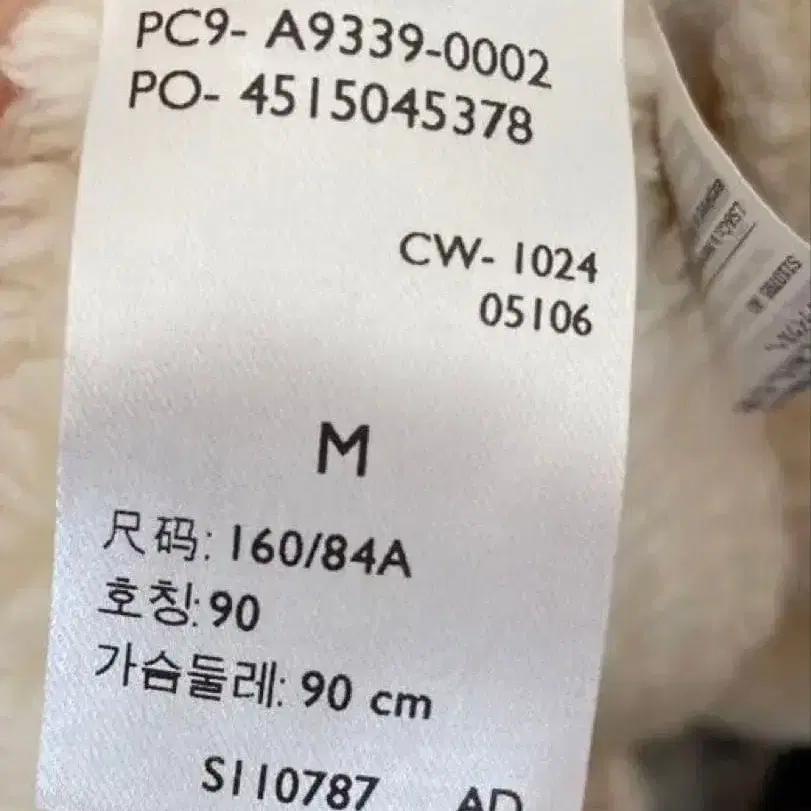 PC9- A9339-0002
PO- 4515045378
CW- 1024
05106
M
尺码: 160/84A
호칭: 90
가슴둘레: 90 cm
S110787 AD